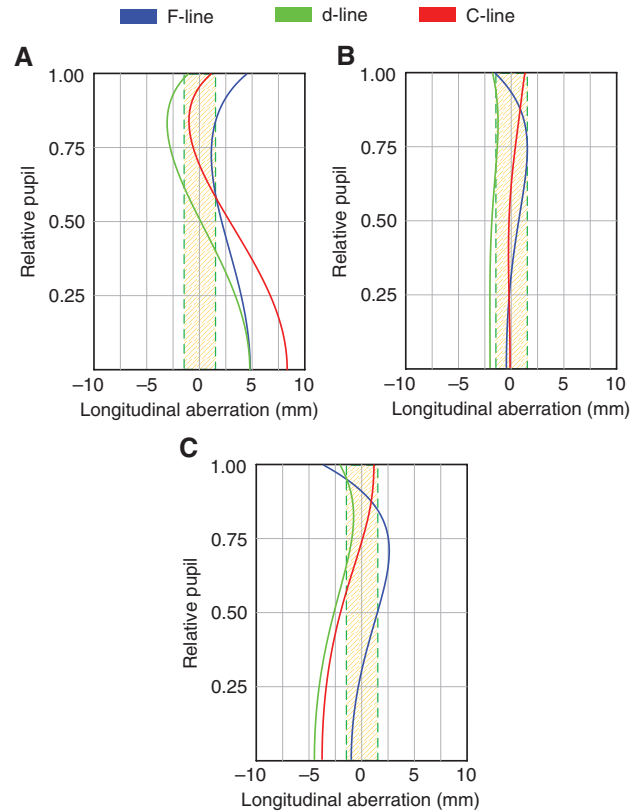 F-line d-line C-line
A
1.00
0.75
0.50
0.25
Relative pupil
–10 –5 0 5 10
Longitudinal aberration (mm)
B
1.00
0.75
0.50
0.25
Relative pupil
–10 –5 0 5 10
Longitudinal aberration (mm)
C
1.00
0.75
0.50
0.25
Relative pupil
–10 –5 0 5 10
Longitudinal aberration (mm)